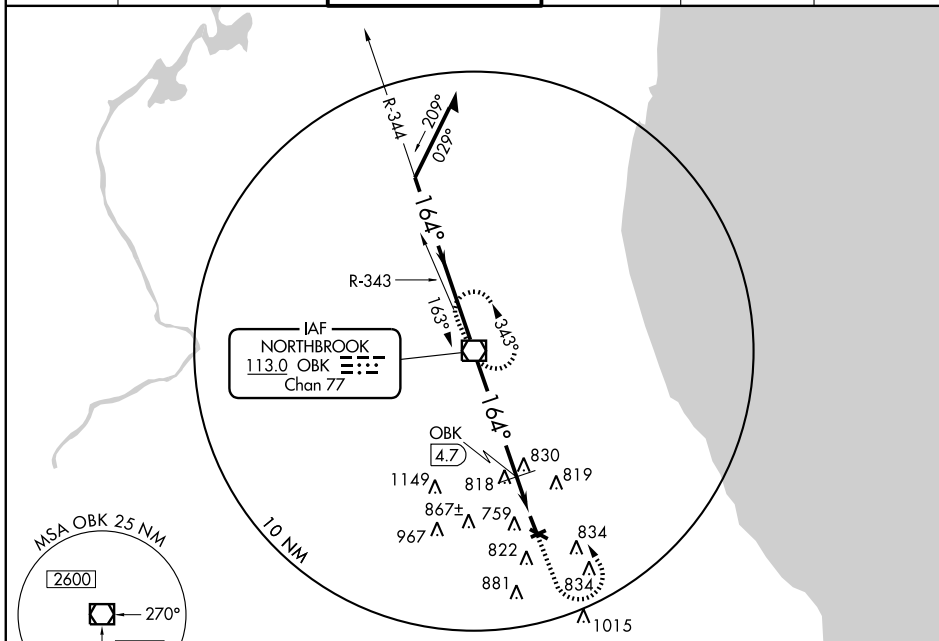 R-344
209°
029°
164°
R-343
163°
343°
IAF
NORTHBROOK
113.0 OBK
Chan 77
164°
OBK
4.7
830
818
819
1149
867±
759
967
834
822
834
881
1015
10 NM
MSA OBK 25 NM
2600
270°